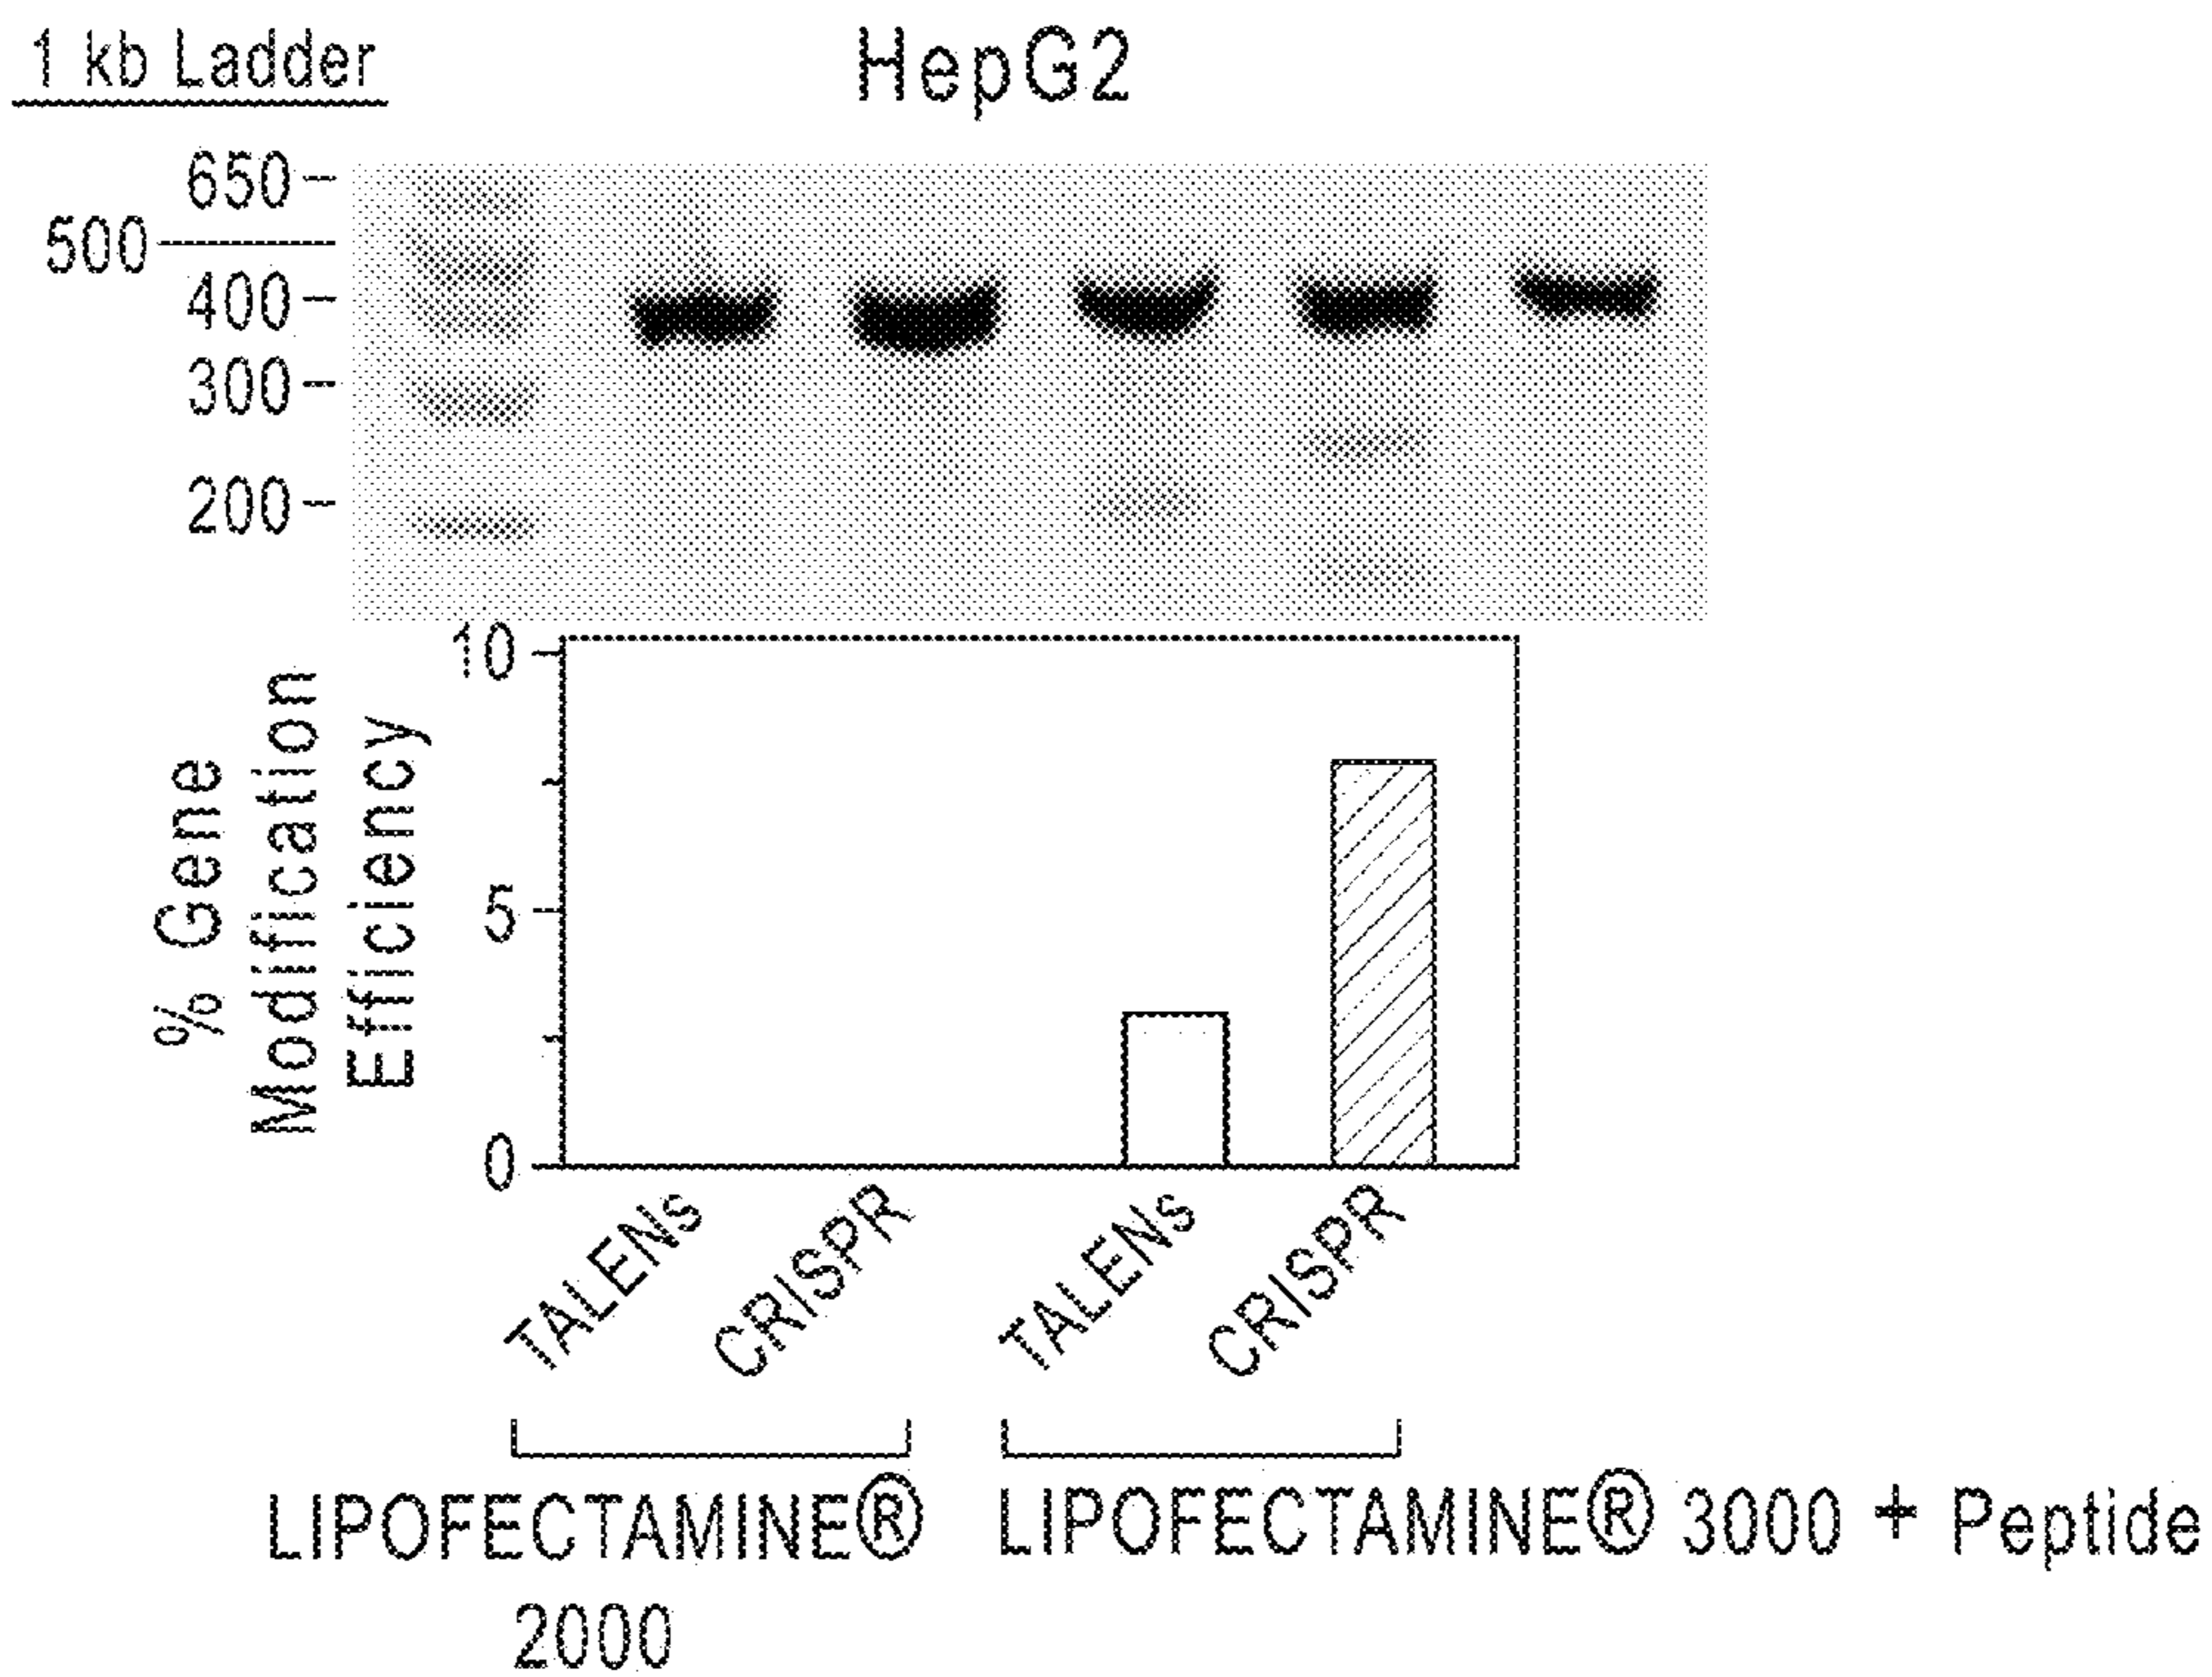 1 kb Ladder
HepG2
650
500
400
300
200
% Gene
Modification
Efficiency
10
5
0
TALENs
CRISPR
TALENs
CRISPR
LIPOFECTAMINE®
2000
LIPOFECTAMINE® 3000 + Peptide